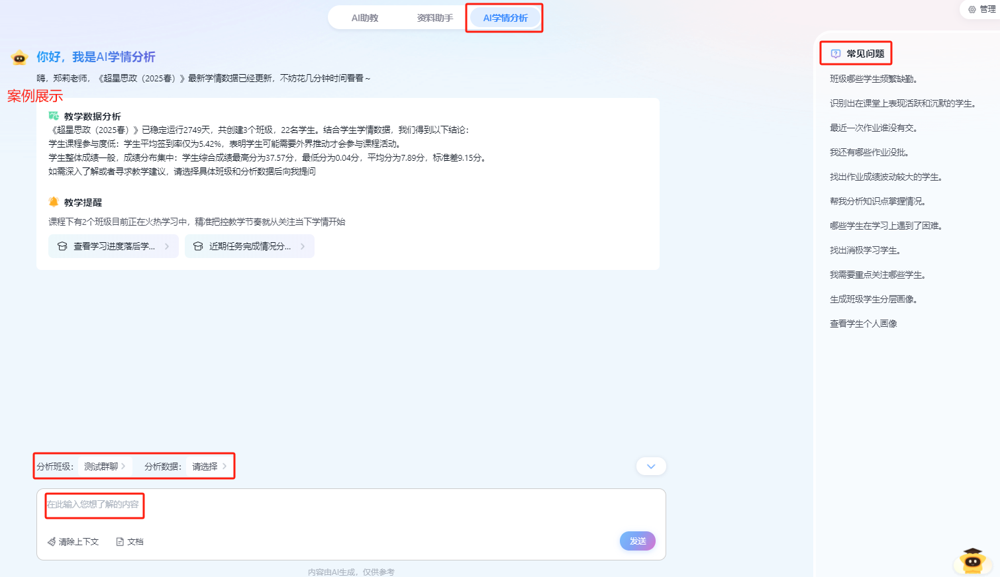 AI助教
资料助手
AI学情分析
管理
你好，我是AI学情分析
嗨，郑莉老师，《超星思政（2025春）》最新学情数据已经更新，不妨花几分钟时间看看～
案例展示
教学数据分析
《超星思政（2025春）》已稳定运行2749天，共创建3个班级，22名学生。结合学生学情数据，我们得到以下结论：
学生课程参与度低：学生平均签到率仅为5.42%，表明学生可能需要外界推动才会参与课程活动。
学生整体成绩一般，成绩分布集中：学生综合成绩最高分为37.57分，最低分为0.04分，平均分为7.89分，标准差9.15分。
如需深入了解或者寻求教学建议，请选择具体班级和分析数据后向我提问
教学提醒
课程下有2个班级目前正在火热学习中，精准把控教学节奏就从关注当下学情开始
查看学习进度落后学...
近期任务完成情况分...
分析班级：
测试群聊
分析数据：
请选择
在此输入您想了解的内容
清除上下文
文档
发送
内容由AI生成，仅供参考
常见问题
班级哪些学生频繁缺勤。
识别出在课堂上表现活跃和沉默的学生。
最近一次作业谁没有交。
我还有哪些作业没批。
找出作业成绩波动较大的学生。
帮我分析知识点掌握情况。
哪些学生在学习上遇到了困难。
找出消极学习学生。
我需要重点关注哪些学生。
生成班级学生分层画像。
查看学生个人画像